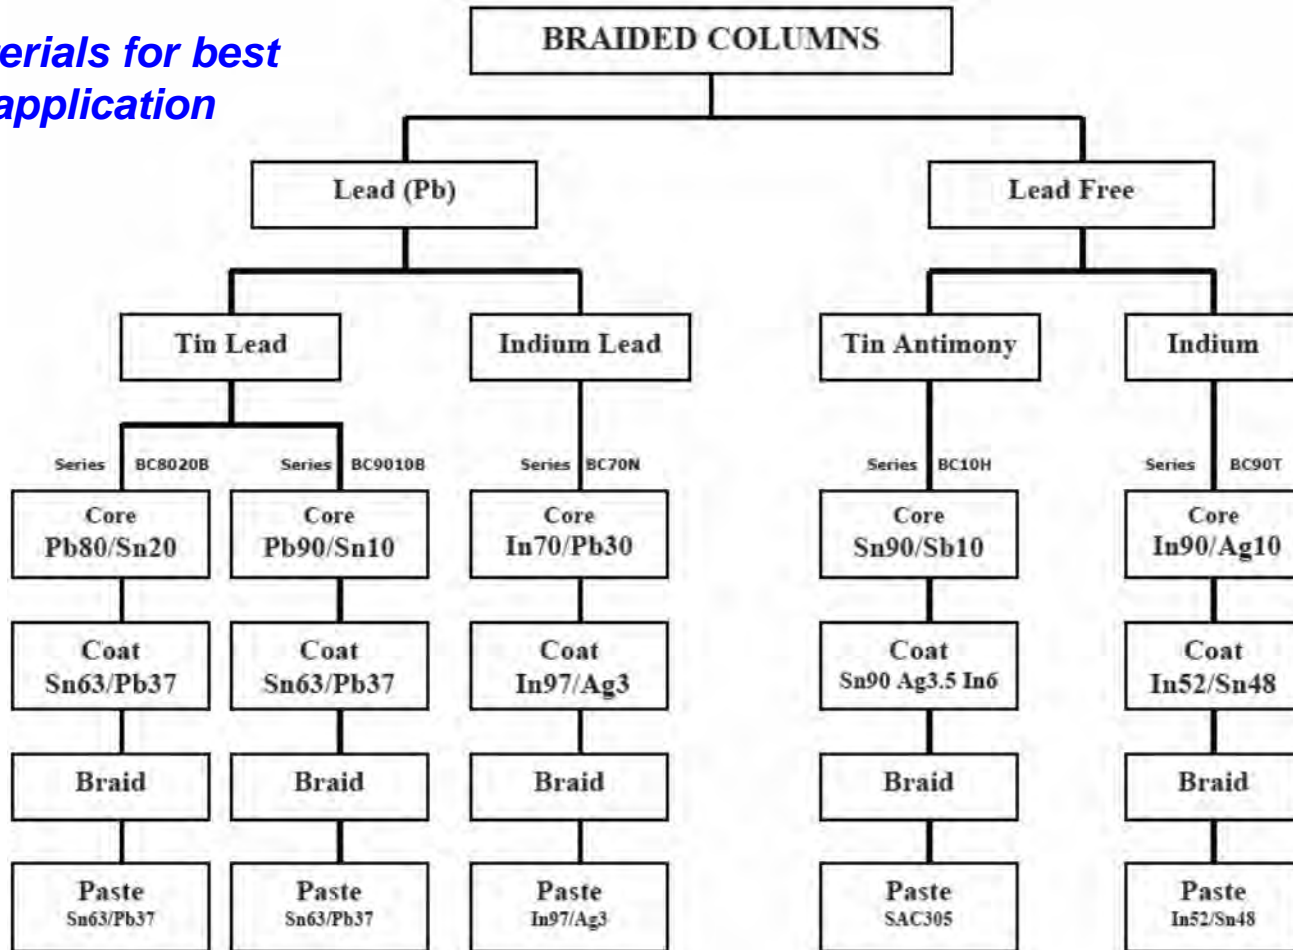 erials for best
application
BRAIDED COLUMNS
Lead (Pb)
Lead Free
Tin Lead
Indium Lead
Tin Antimony
Indium
Series BC8020B
Series BC9010B
Series BC70N
Series BC10H
Series BC90T
Core
Pb80/Sn20
Core
Pb90/Sn10
Core
In70/Pb30
Core
Sn90/Sb10
Core
In90/Ag10
Coat
Sn63/Pb37
Coat
Sn63/Pb37
Coat
In97/Ag3
Coat
Sn90 Ag3.5 In6
Coat
In52/Sn48
Braid
Braid
Braid
Braid
Braid
Paste
Sn63/Pb37
Paste
Sn63/Pb37
Paste
In97/Ag3
Paste
SAC305
Paste
In52/Sn48